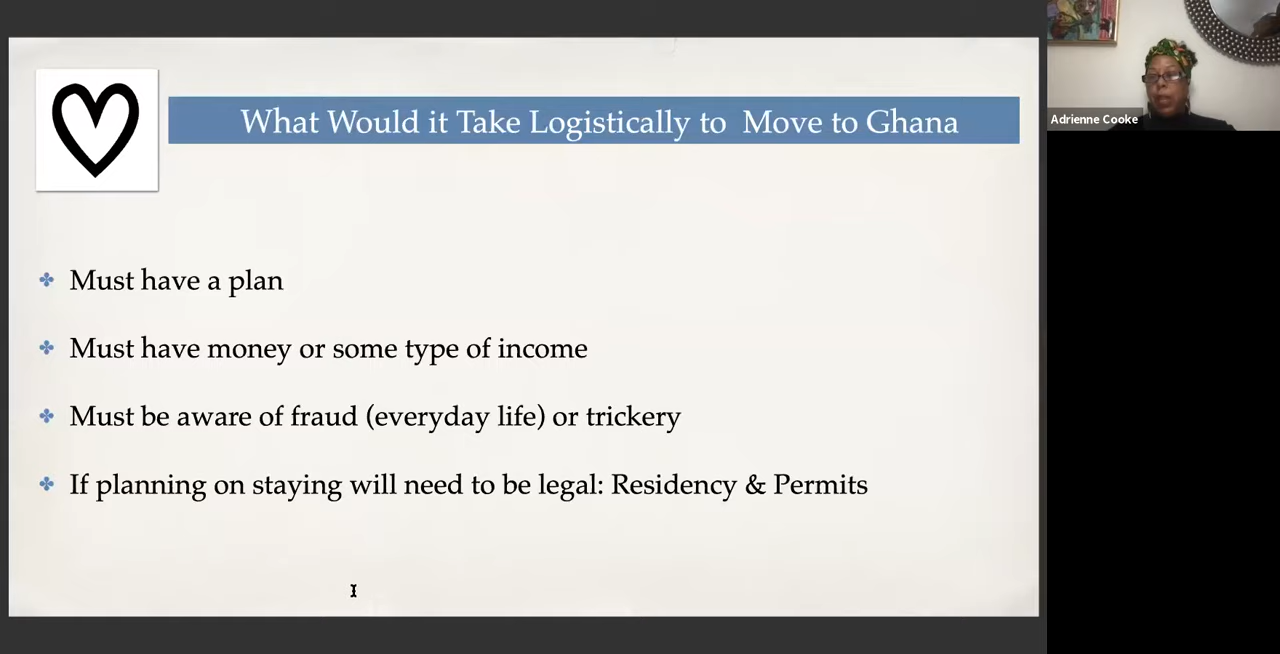 What Would it Take Logistically to  Move to Ghana
Must have a plan
Must have money or some type of income
Must be aware of fraud (everyday life) or trickery
If planning on staying will need to be legal: Residency & Permits
Adrienne Cooke